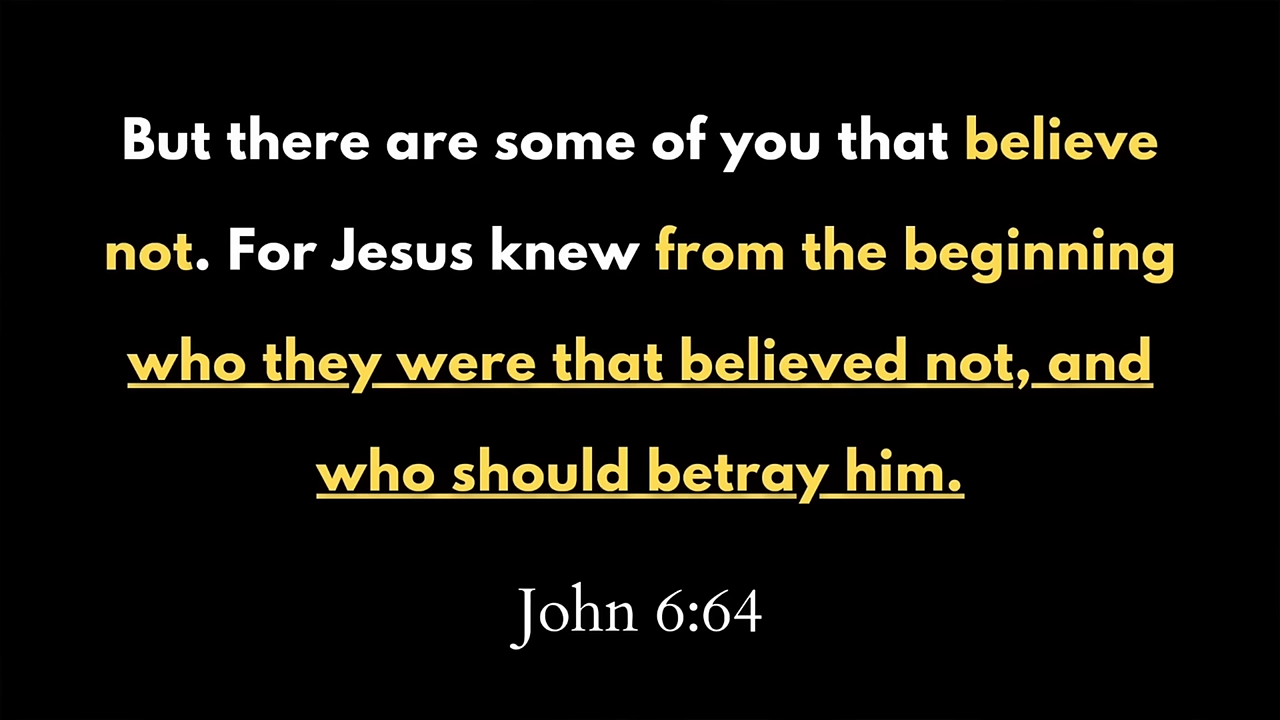 But there are some of you that believe
not. For Jesus knew from the beginning
who they were that believed not, and
who should betray him.
John 6:64